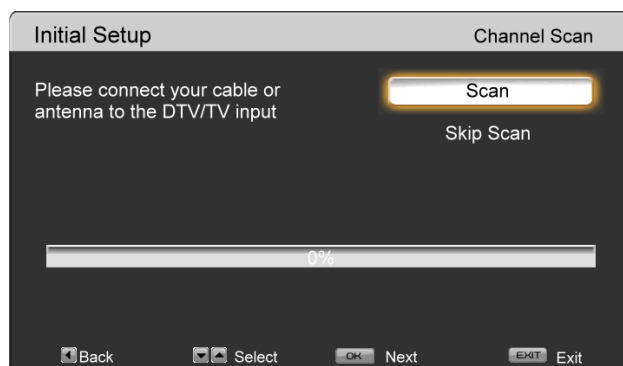 Initial Setup Channel Scan
Please connect your cable or
antenna to the DTV/TV input
Scan
Skip Scan
0%
Back Select OK Next EXIT Exit